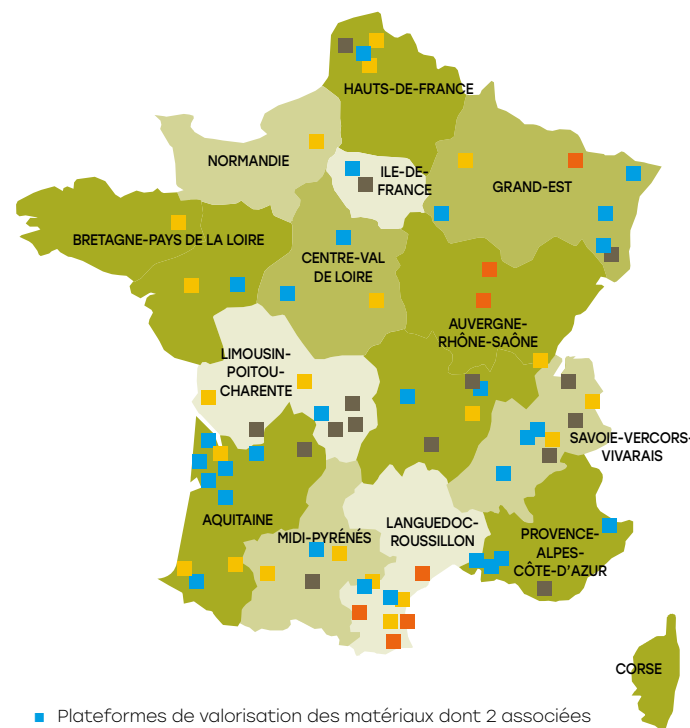 HAUTS-DE-FRANCE
NORMANDIE
ILE-DE-
FRANCE
GRAND-EST
BRETAGNE-PAYS DE LA LOIRE
CENTRE-VAL
DE LOIRE
AUVERGNE-
RHÔNE-SAÔNE
LIMOUSIN-
POITOU-
CHARENTE
SAVOIE-VERCORS-
VIVARAIS
AQUITAINE
MIDI-PYRÉNÉS
LANGUEDOC-
ROUSSILLON
PROVENCE-
ALPES-
CÔTE-D'AZUR
CORSE
Plateformes de valorisation des matériaux dont 2 associées